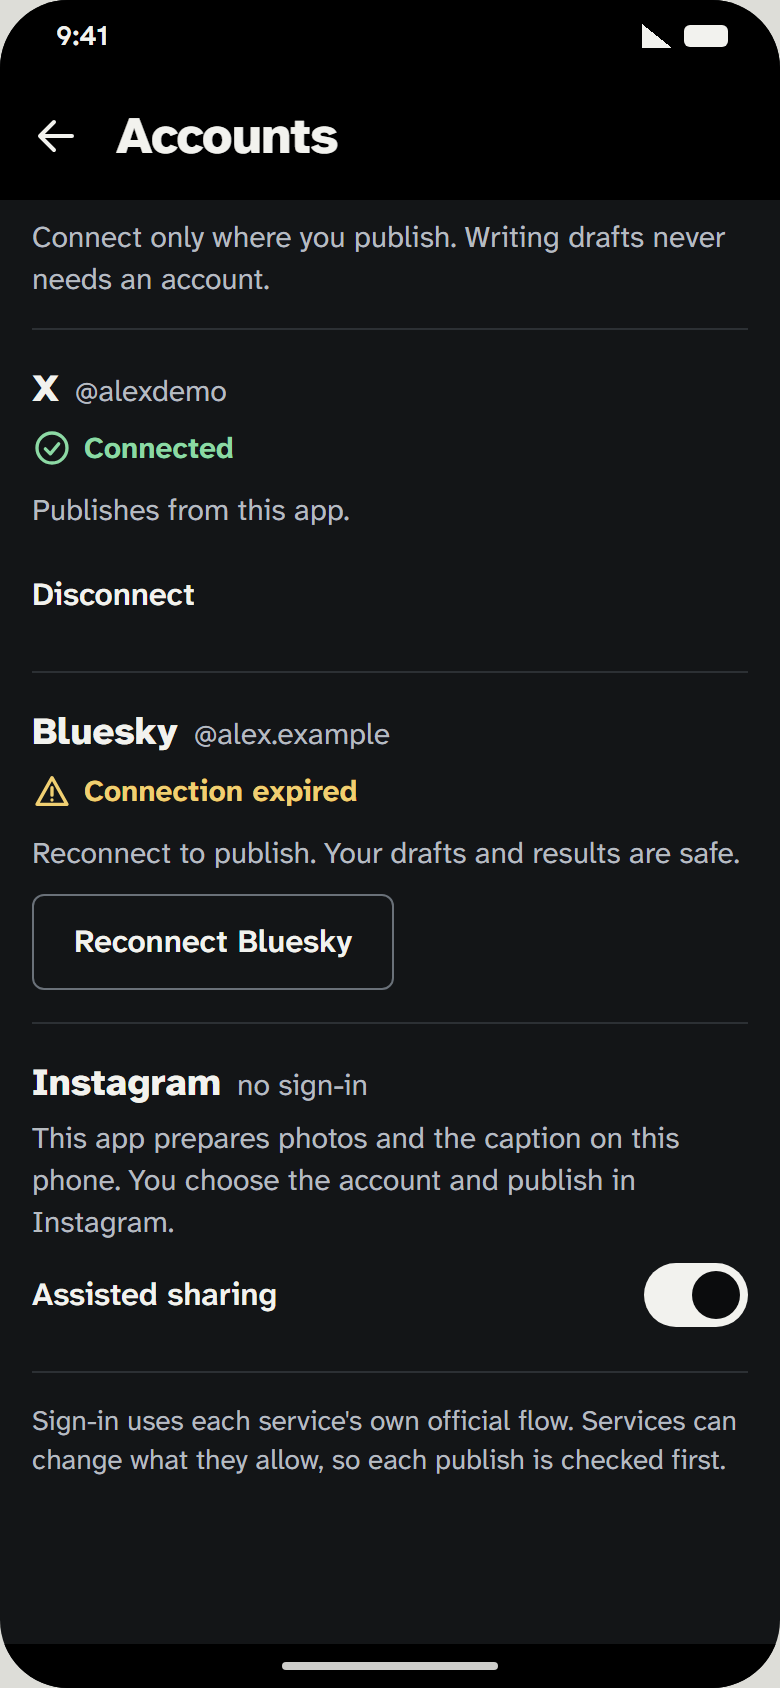 9:41
Accounts
Connect only where you publish. Writing drafts never
needs an account.
X @alexdemo
Connected
Publishes from this app.
Disconnect
Bluesky @alex.example
Connection expired
Reconnect to publish. Your drafts and results are safe.
Reconnect Bluesky
Instagram no sign-in
This app prepares photos and the caption on this
phone. You choose the account and publish in
Instagram.
Assisted sharing
Sign-in uses each service's own official flow. Services can
change what they allow, so each publish is checked first.